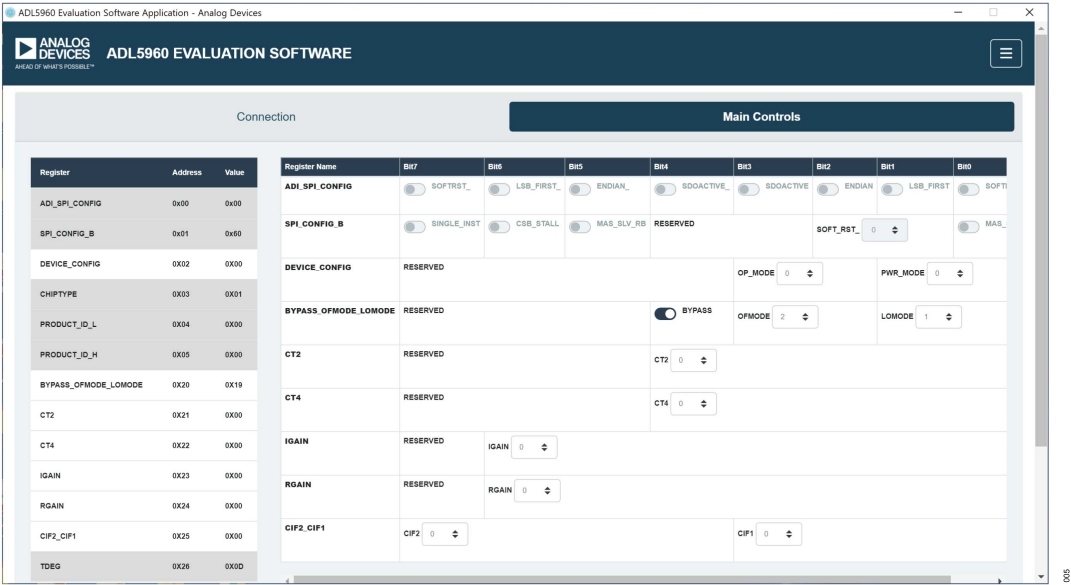 ADL5960 Evaluation Software Application - Analog Devices
ANALOG
DEVICES
AHEAD OF WHAT'S POSSIBLE™
ADL5960 EVALUATION SOFTWARE
Connection
Main Controls
Register Address Value
ADI_SPI_CONFIG 0x00 0x00
SPI_CONFIG_B 0x01 0x60
DEVICE_CONFIG 0X02 0X00
CHIPTYPE 0X03 0X01
PRODUCT_ID_L 0X04 0X00
PRODUCT_ID_H 0X05 0X00
BYPASS_OFMODE_LOMODE 0X20 0X19
CT2 0X21 0X00
CT4 0X22 0X00
IGAIN 0X23 0X00
RGAIN 0X24 0X00
CIF2_CIF1 0X25 0X00
TDEG 0X26 0X0D
Register Name Bit7 Bit6 Bit5 Bit4 Bit3 Bit2 Bit1 Bit0
ADI_SPI_CONFIG SOFTRST_ LSB_FIRST_ ENDIAN_ SDOACTIVE_ SDOACTIVE ENDIAN LSB_FIRST
SPI_CONFIG_B SINGLE_INST CSB_STALL MAS_SLV_RB RESERVED SOFT_RST_ 0 MAS_
DEVICE_CONFIG RESERVED OP_MODE 0 PWR_MODE 0
BYPASS_OFMODE_LOMODE RESERVED BYPASS OFMODE 2 LOMODE 1
CT2 RESERVED CT2 0
CT4 RESERVED CT4 0
IGAIN RESERVED IGAIN 0
RGAIN RESERVED RGAIN 0
CIF2_CIF1 CIF2 0 CIF1 0
005